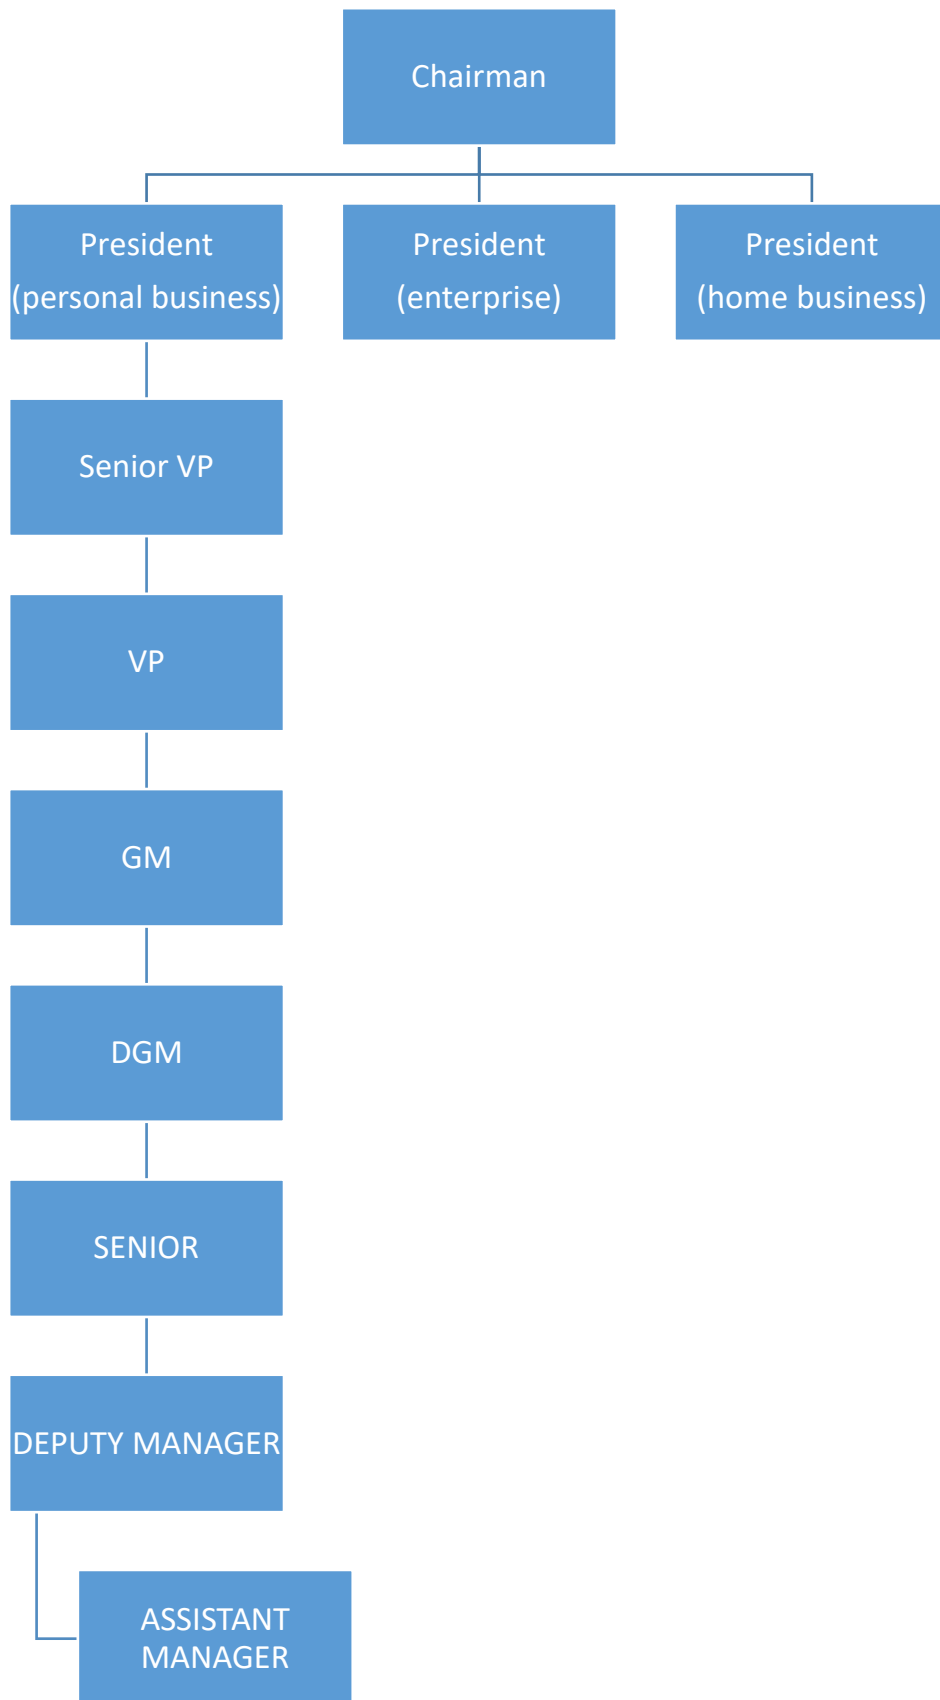 Chairman
President
(personal business)
President
(enterprise)
President
(home business)
Senior VP
VP
GM
DGM
SENIOR
DEPUTY MANAGER
ASSISTANT
MANAGER